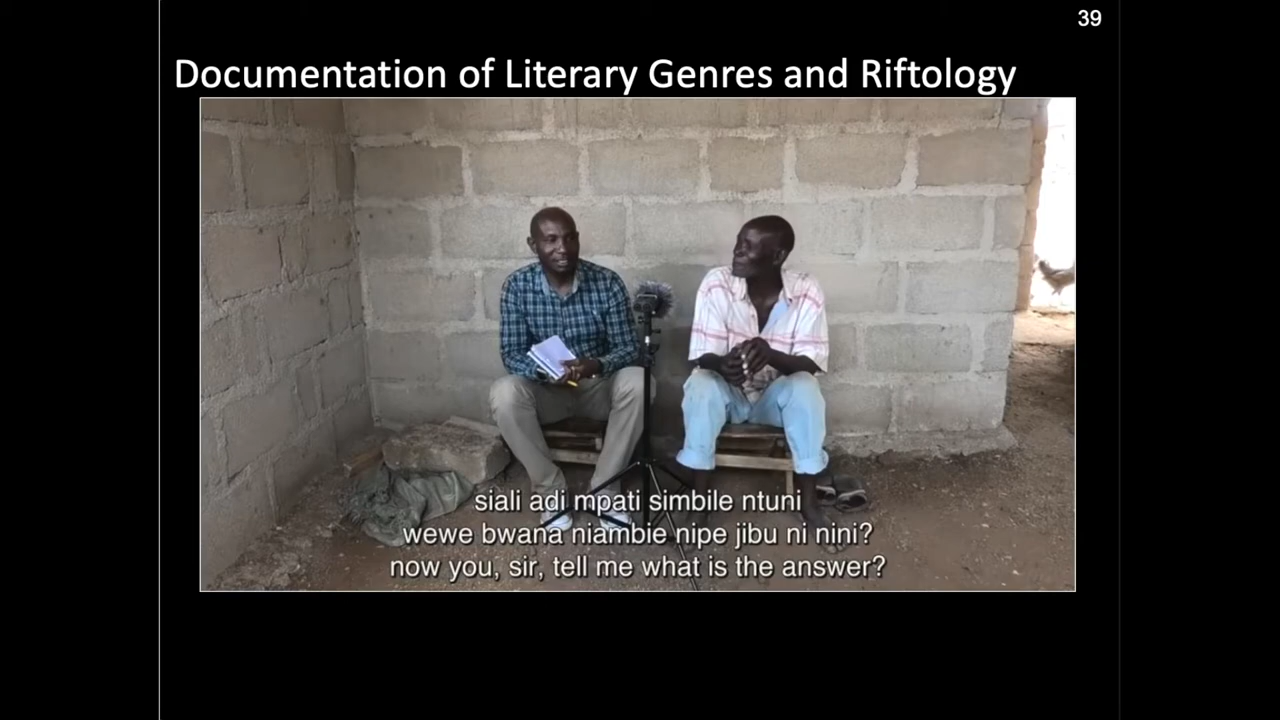 39
Documentation of Literary Genres and Riftology
siali adi mpati simbile ntuni
wewe bwana niambie nipe jibu ni nini?
now you, sir, tell me what is the answer?